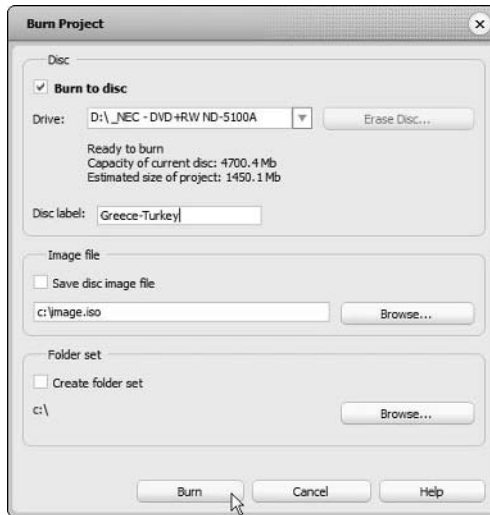 Burn Project
Disc
Burn to disc
Drive: D:\ _NEC - DVD+RW ND-5100A Erase Disc...
Ready to burn
Capacity of current disc: 4700.4 Mb
Estimated size of project: 1450.1 Mb
Disc label: Greece-Turkey
Image file
Save disc image file
c:\image.iso Browse...
Folder set
Create folder set
c:\ Browse...
Burn Cancel Help